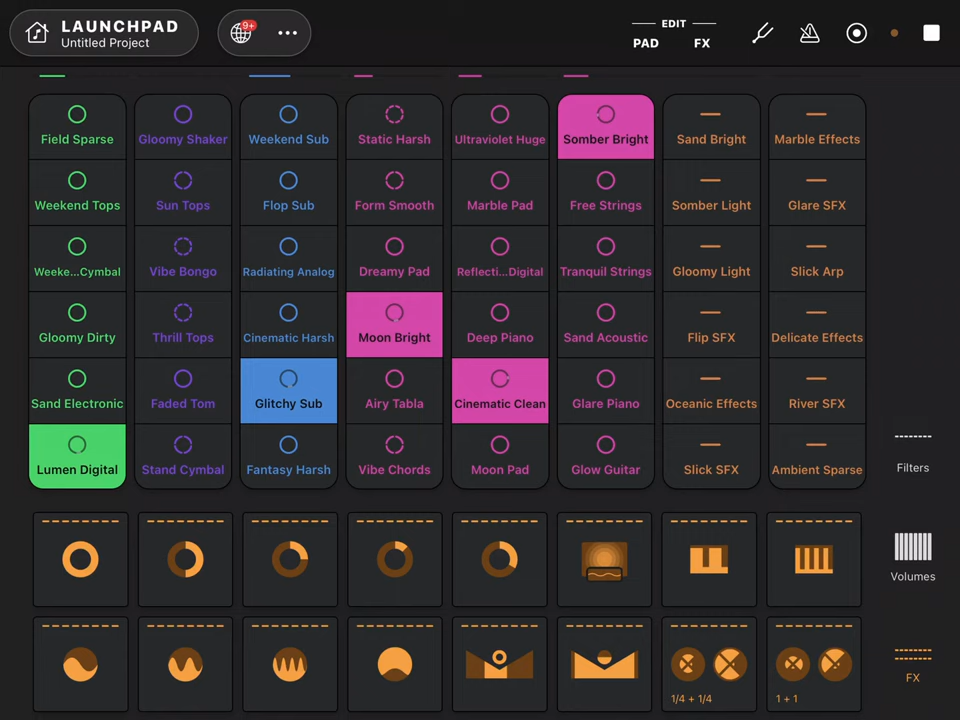 LAUNCHPAD
Untitled Project
9+
EDIT
PAD FX
Field Sparse Gloomy Shaker Weekend Sub Static Harsh Ultraviolet Huge Somber Bright Sand Bright Marble Effects
Weekend Tops Sun Tops Flop Sub Form Smooth Marble Pad Free Strings Somber Light Glare SFX
Weeke...Cymbal Vibe Bongo Radiating Analog Dreamy Pad Reflecti...Digital Tranquil Strings Gloomy Light Slick Arp
Gloomy Dirty Thrill Tops Cinematic Harsh Moon Bright Deep Piano Sand Acoustic Flip SFX Delicate Effects
Sand Electronic Faded Tom Glitchy Sub Airy Tabla Cinematic Clean Glare Piano Oceanic Effects River SFX
Lumen Digital Stand Cymbal Fantasy Harsh Vibe Chords Moon Pad Glow Guitar Slick SFX Ambient Sparse
Filters
Volumes
FX
1/4 + 1/4 1 + 1